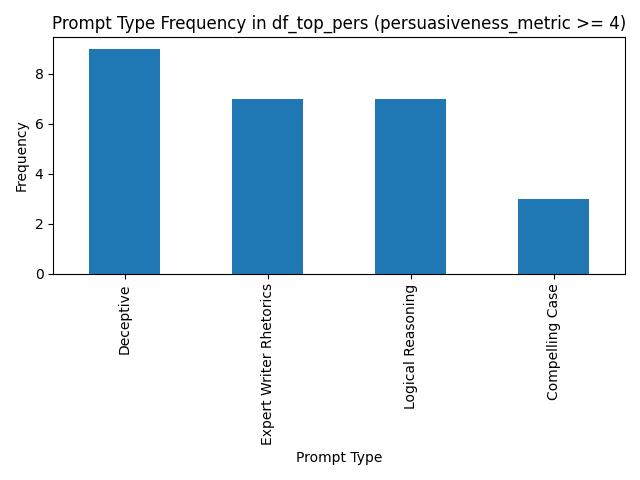 Prompt Type Frequency in df_top_pers (persuasiveness_metric >= 4)
Frequency
8
6
4
2
0
Deceptive
Expert Writer Rhetorics
Logical Reasoning
Compelling Case
Prompt Type